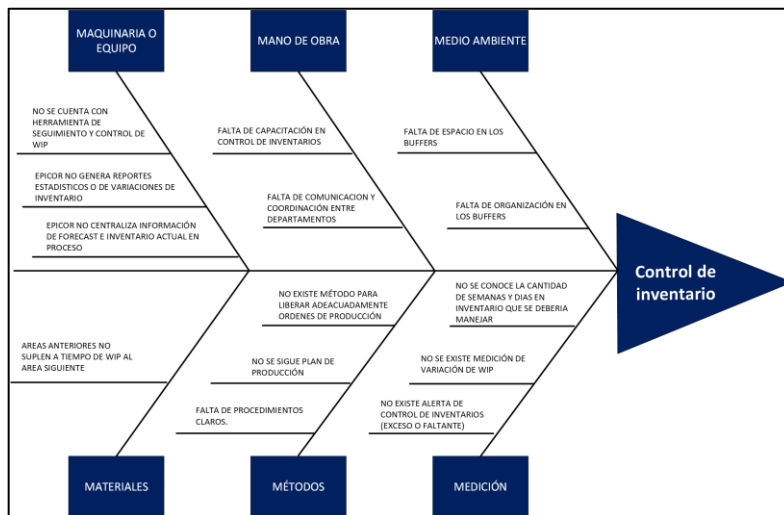 MAQUINARIA O
EQUIPO
MANO DE OBRA
MEDIO AMBIENTE
NO SE CUENTA CON
HERRAMIENTA DE
SEGUIMIENTO Y CONTROL DE
WIP
EPICOR NO GENERA REPORTES
ESTADISTICOS O DE VARIACIONES DE
INVENTARIO
EPICOR NO CENTRALIZA INFORMACIÓN
DE FORECAST E INVENTARIO ACTUAL EN
PROCESO
FALTA DE CAPACITACIÓN EN
CONTROL DE INVENTARIOS
FALTA DE COMUNICACION Y
COORDINACIÓN ENTRE
DEPARTAMENTOS
FALTA DE ESPACIO EN LOS
BUFFERS
FALTA DE ORGANIZACIÓN EN
LOS BUFFERS
Control de
inventario
AREAS ANTERIORES NO
SUPLEN A TIEMPO DE WIP AL
AREA SIGUIENTE
NO EXISTE MÉTODO PARA
LIBERAR ADEACUADAMENTE
ORDENES DE PRODUCCIÓN
NO SE SIGUE PLAN DE
PRODUCCIÓN
FALTA DE PROCEDIMIENTOS
CLAROS.
NO SE CONOCE LA CANTIDAD
DE SEMANAS Y DIAS EN
INVENTARIO QUE SE DEBERIA
MANEJAR
NO SE EXISTE MEDICIÓN DE
VARIACIÓN DE WIP
NO EXISTE ALERTA DE
CONTROL DE INVENTARIOS
(EXCESO O FALTANTE)
MATERIALES
MÉTODOS
MEDICIÓN